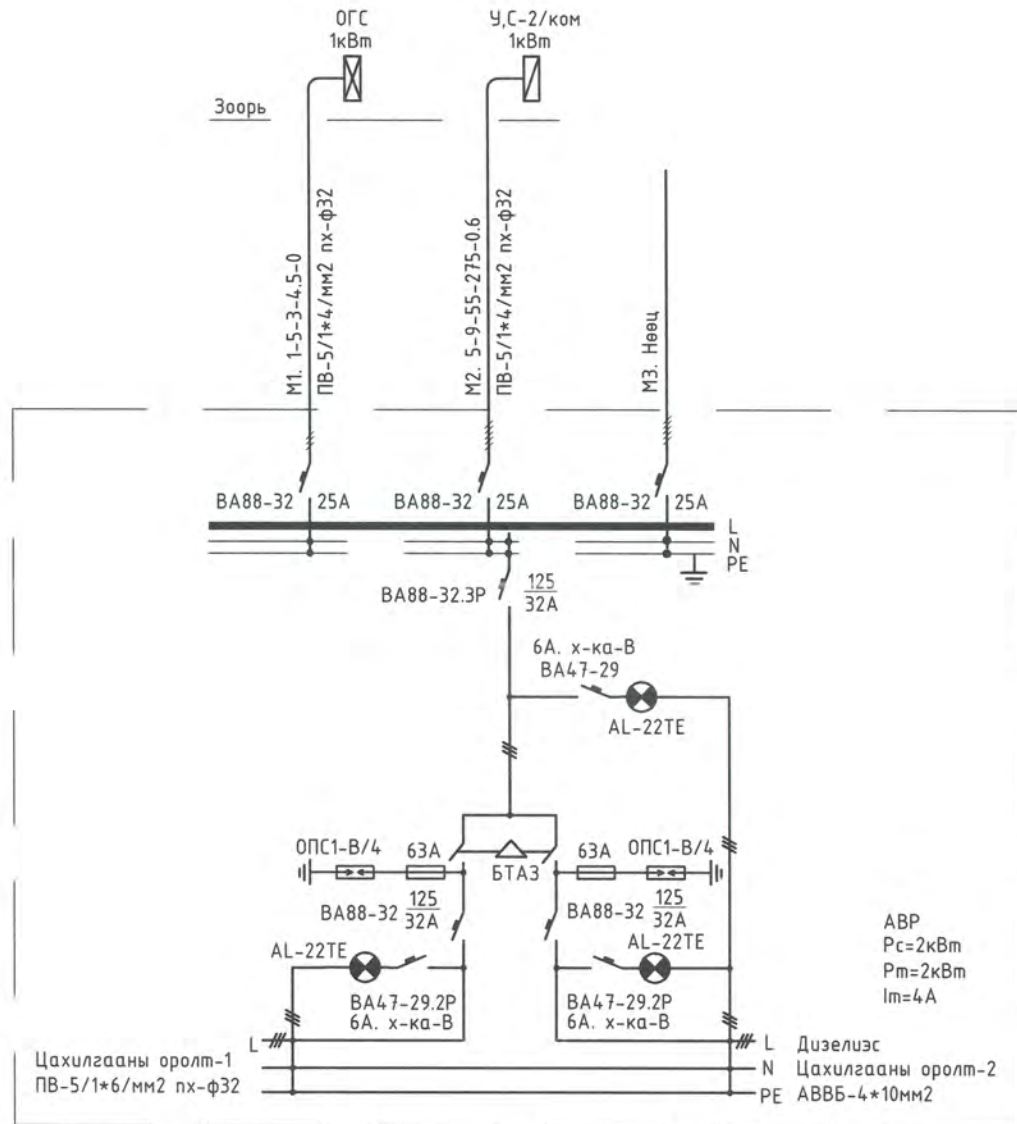 ОГС
1кВт
У,С-2/ком
1кВт
Зоорь
М1. 1-5-3-4.5-0
ПВ-5/1*4/мм2 пх-ф32
М2. 5-9-55-275-0.6
ПВ-5/1*4/мм2 пх-ф32
М3. Нөөц
ВА88-32 25А
ВА88-32 25А
ВА88-32 25А
L
N
PE
ВА88-32.3Р 125
32А
6А. х-ка-В
ВА47-29
AL-22TE
ОПС1-В/4 63А
БТАЗ
63А ОПС1-В/4
ВА88-32 125
32А
ВА88-32 125
32А
AL-22TE
AL-22TE
ВА47-29.2Р
6А. х-ка-В
ВА47-29.2Р
6А. х-ка-В
АВР
Рс=2кВт
Рт=2кВт
Iт=4А
L
Цахилгааны оролт-1
ПВ-5/1*6/мм2 пх-ф32
L Дизелиэс
N Цахилгааны оролт-2
PE АВВБ-4*10мм2